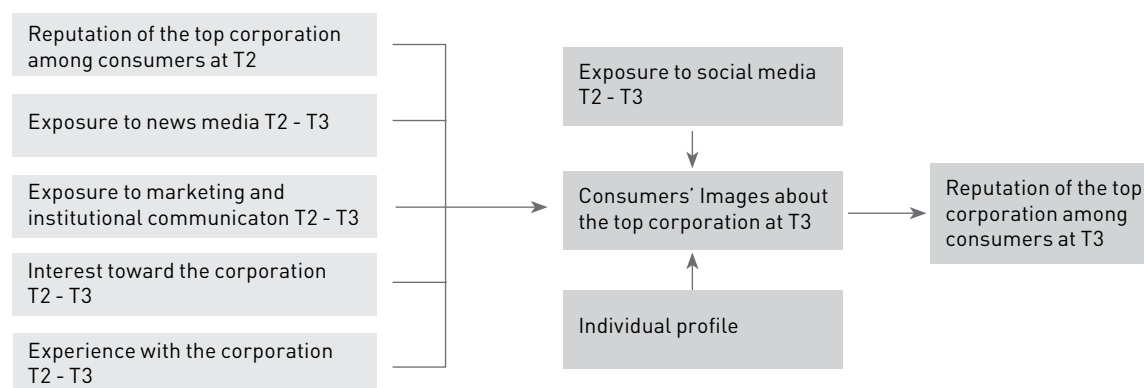 Reputation of the top corporation
among consumers at T2
Exposure to news media T2 - T3
Exposure to marketing and
institutional communicaton T2 - T3
Interest toward the corporation
T2 - T3
Experience with the corporation
T2 - T3
Exposure to social media
T2 - T3
Consumers’ Images about
the top corporation at T3
Individual profile
Reputation of the top
corporation among
consumers at T3